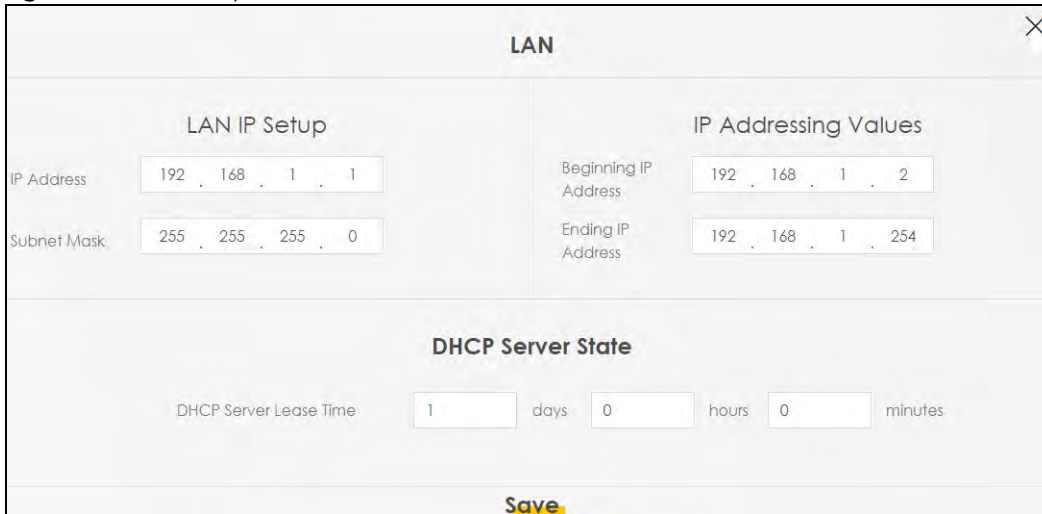 LAN
LAN IP Setup
IP Address 192 . 168 . 1 . 1
Subnet Mask 255 . 255 . 255 . 0
IP Addressing Values
Beginning IP
Address
192 . 168 . 1 . 2
Ending IP
Address
192 . 168 . 1 . 254
DHCP Server State
DHCP Server Lease Time 1 days 0 hours 0 minutes
Save